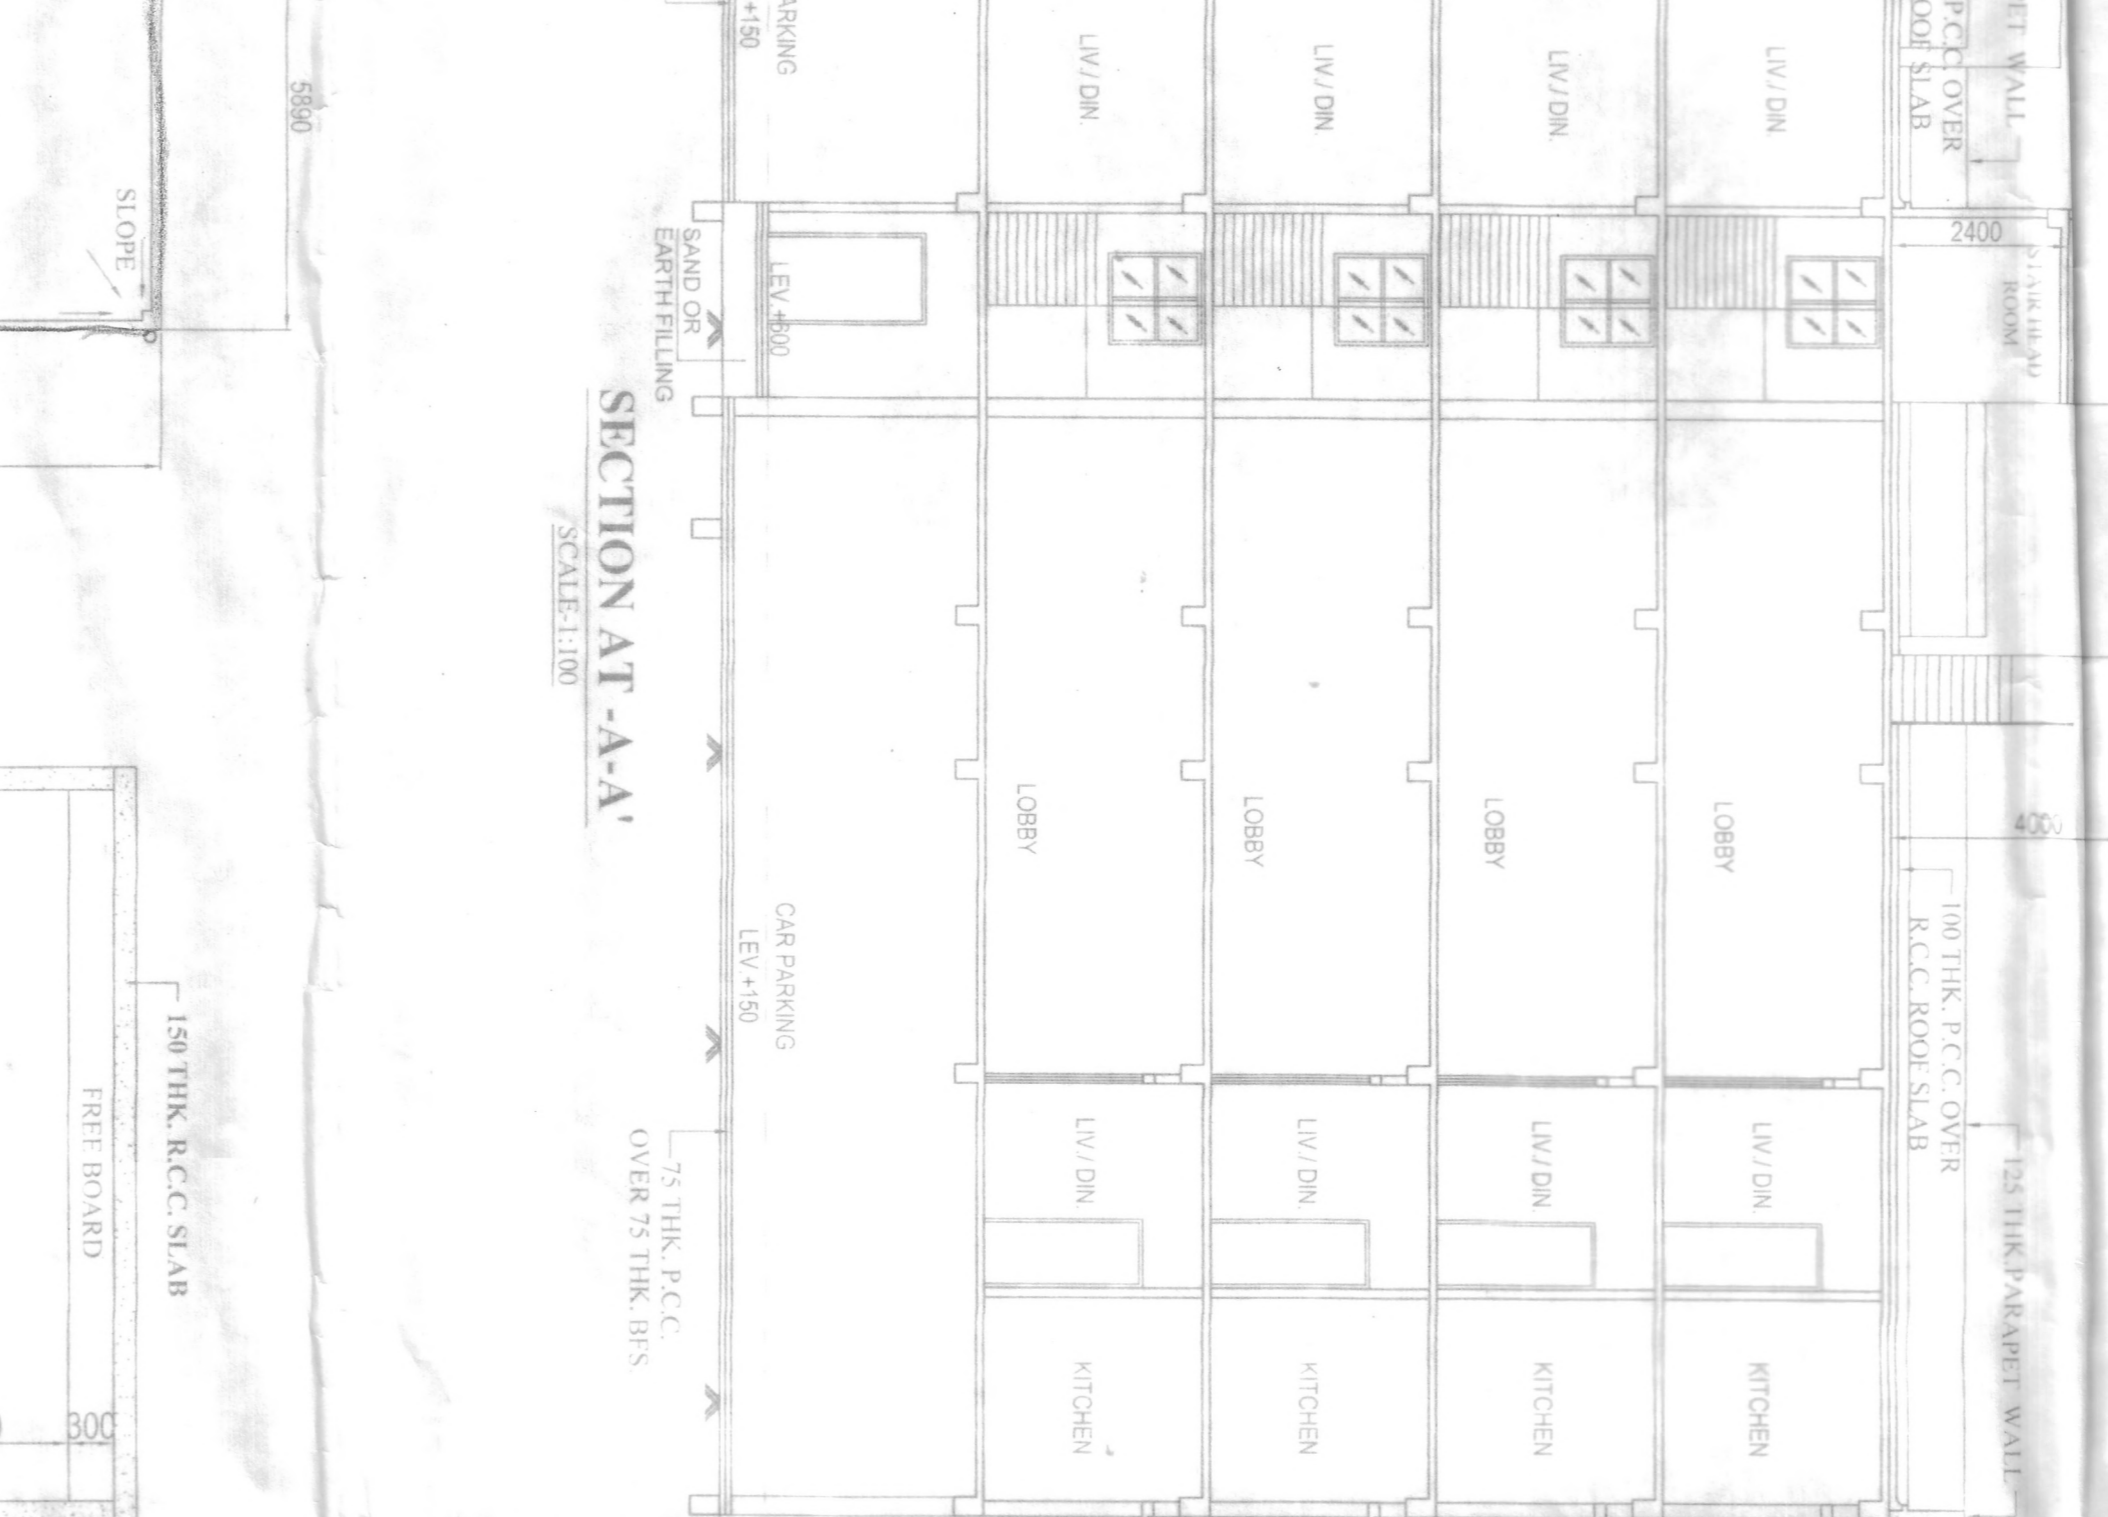 P.C.C. OVER
ROOF SLAB
ET WALL
2400
STAIRHEAD
ROOM
4000
100 THK. P.C.C. OVER
R.C.C. ROOF SLAB
125 THK.PARAPET WALL
LIV./ DIN.
LOBBY
LIV./ DIN.
KITCHEN
LIV./ DIN.
LOBBY
LIV./ DIN.
KITCHEN
LIV./ DIN.
LOBBY
LIV./ DIN.
KITCHEN
LIV./ DIN.
LOBBY
LIV./ DIN.
KITCHEN
ARKING
+150
LEV.+600
CAR PARKING
LEV.+150
SAND OR
EARTH FILLING
75 THK. P.C.C.
OVER 75 THK. BFS.
SECTION AT -A-A'
SCALE-1:100
5890
SLOPE
150 THK. R.C.C. SLAB
FREE BOARD
300